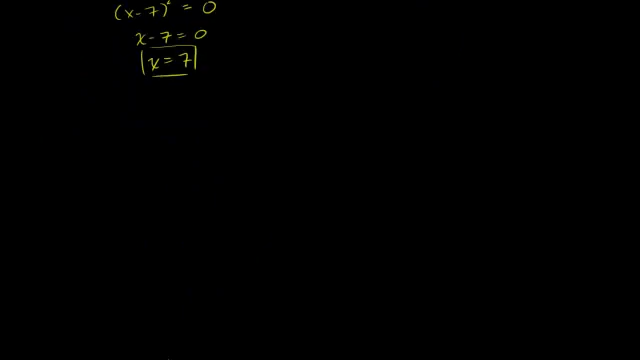 (x-7)² = 0
x-7=0
x=7